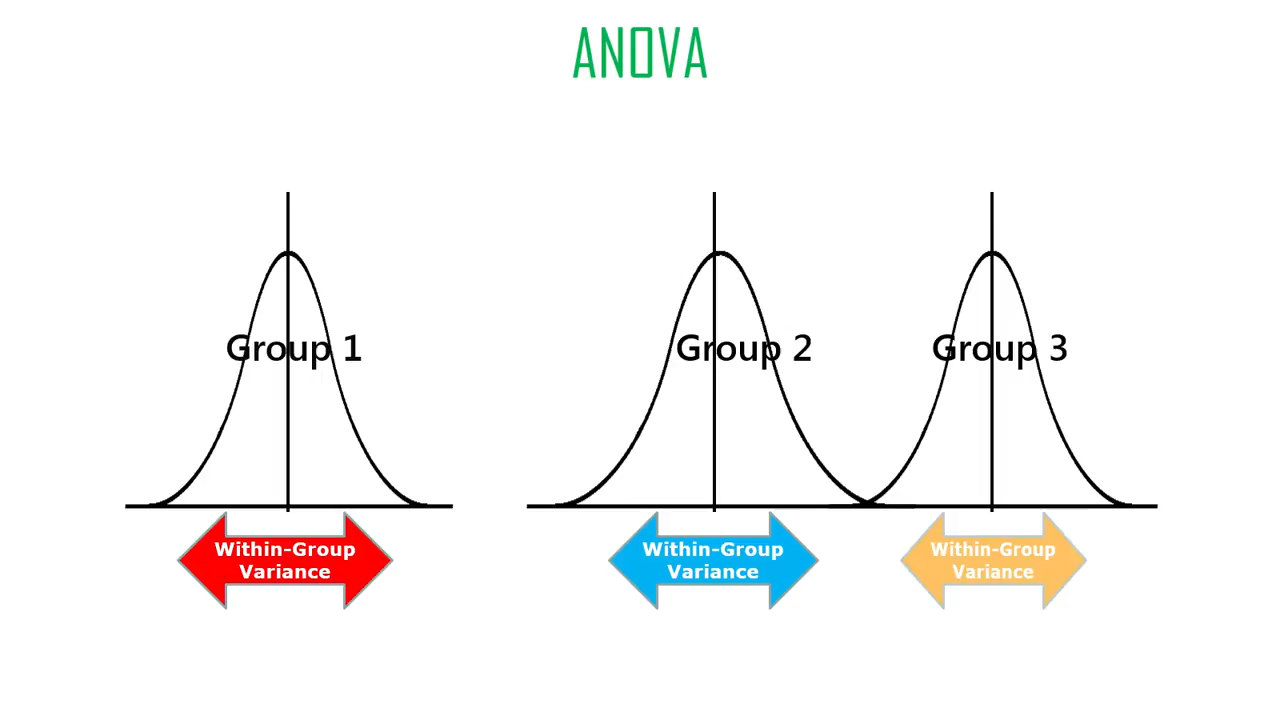 ANOVA
Group 1
Group 2
Group 3
Within-Group
Variance
Within-Group
Variance
Within-Group
Variance